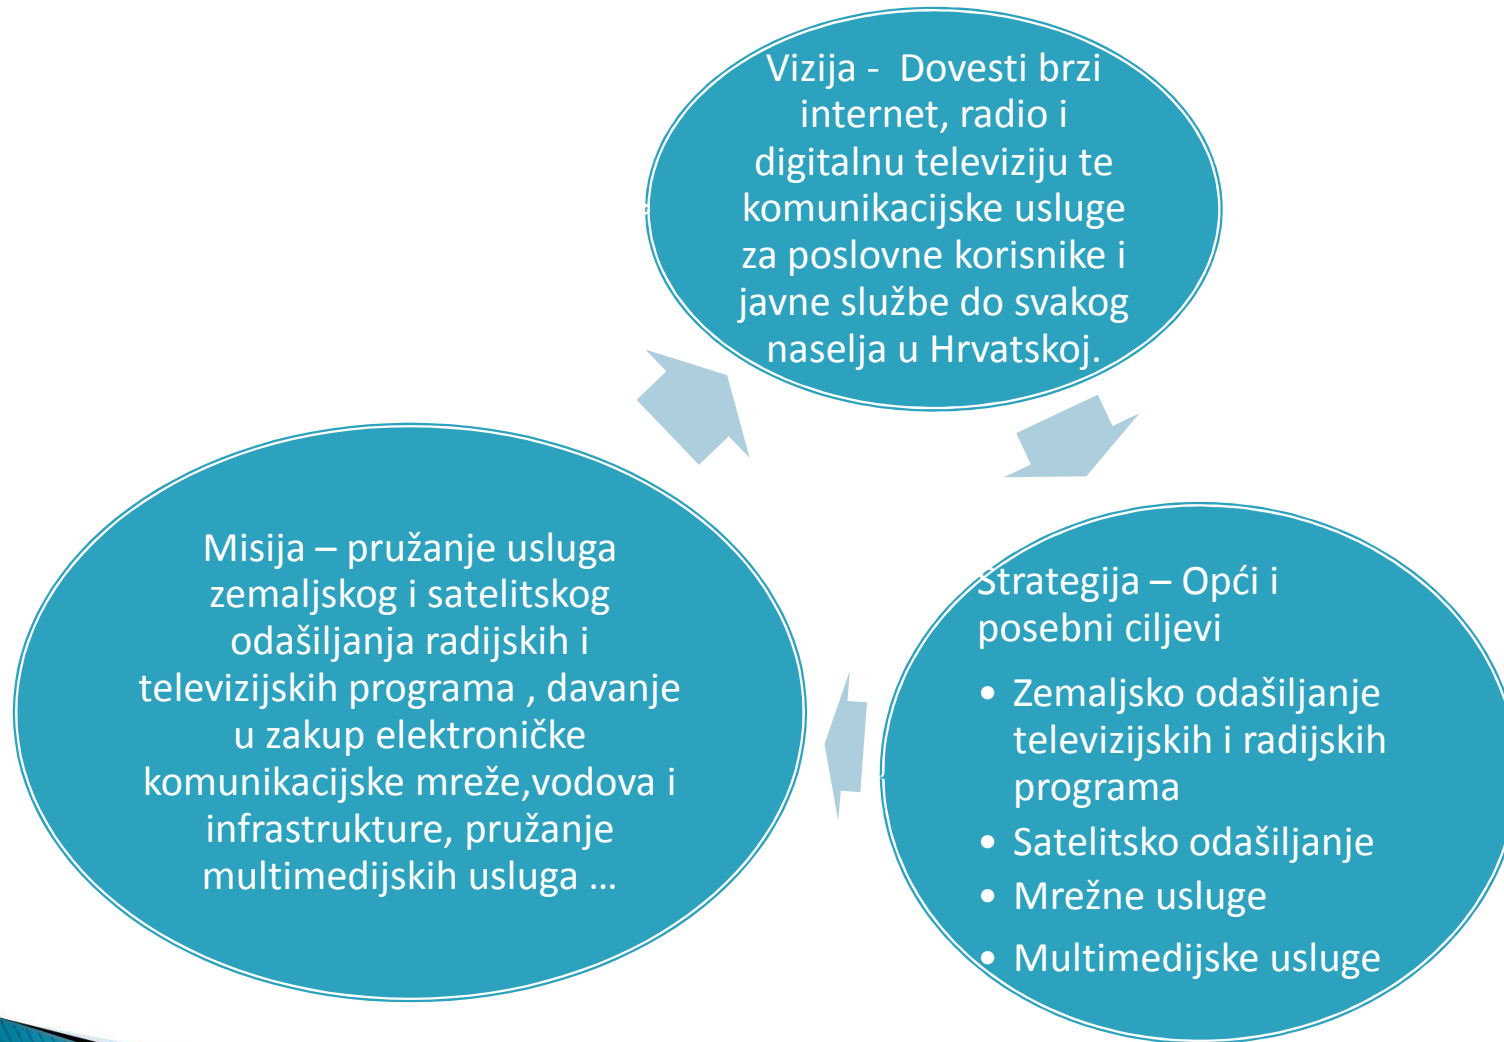 Vizija - Dovesti brzi
internet, radio i
digitalnu televiziju te
komunikacijske usluge
za poslovne korisnike i
javne službe do svakog
naselja u Hrvatskoj.
Strategija – Opći i
posebni ciljevi
• Zemaljsko odašiljanje
televizijskih i radijskih
programa
• Satelitsko odašiljanje
• Mrežne usluge
• Multimedijske usluge
Misija – pružanje usluga
zemaljskog i satelitskog
odašiljanja radijskih i
televizijskih programa , davanje
u zakup elektroničke
komunikacijske mreže,vodova i
infrastrukture, pružanje
multimedijskih usluga ...